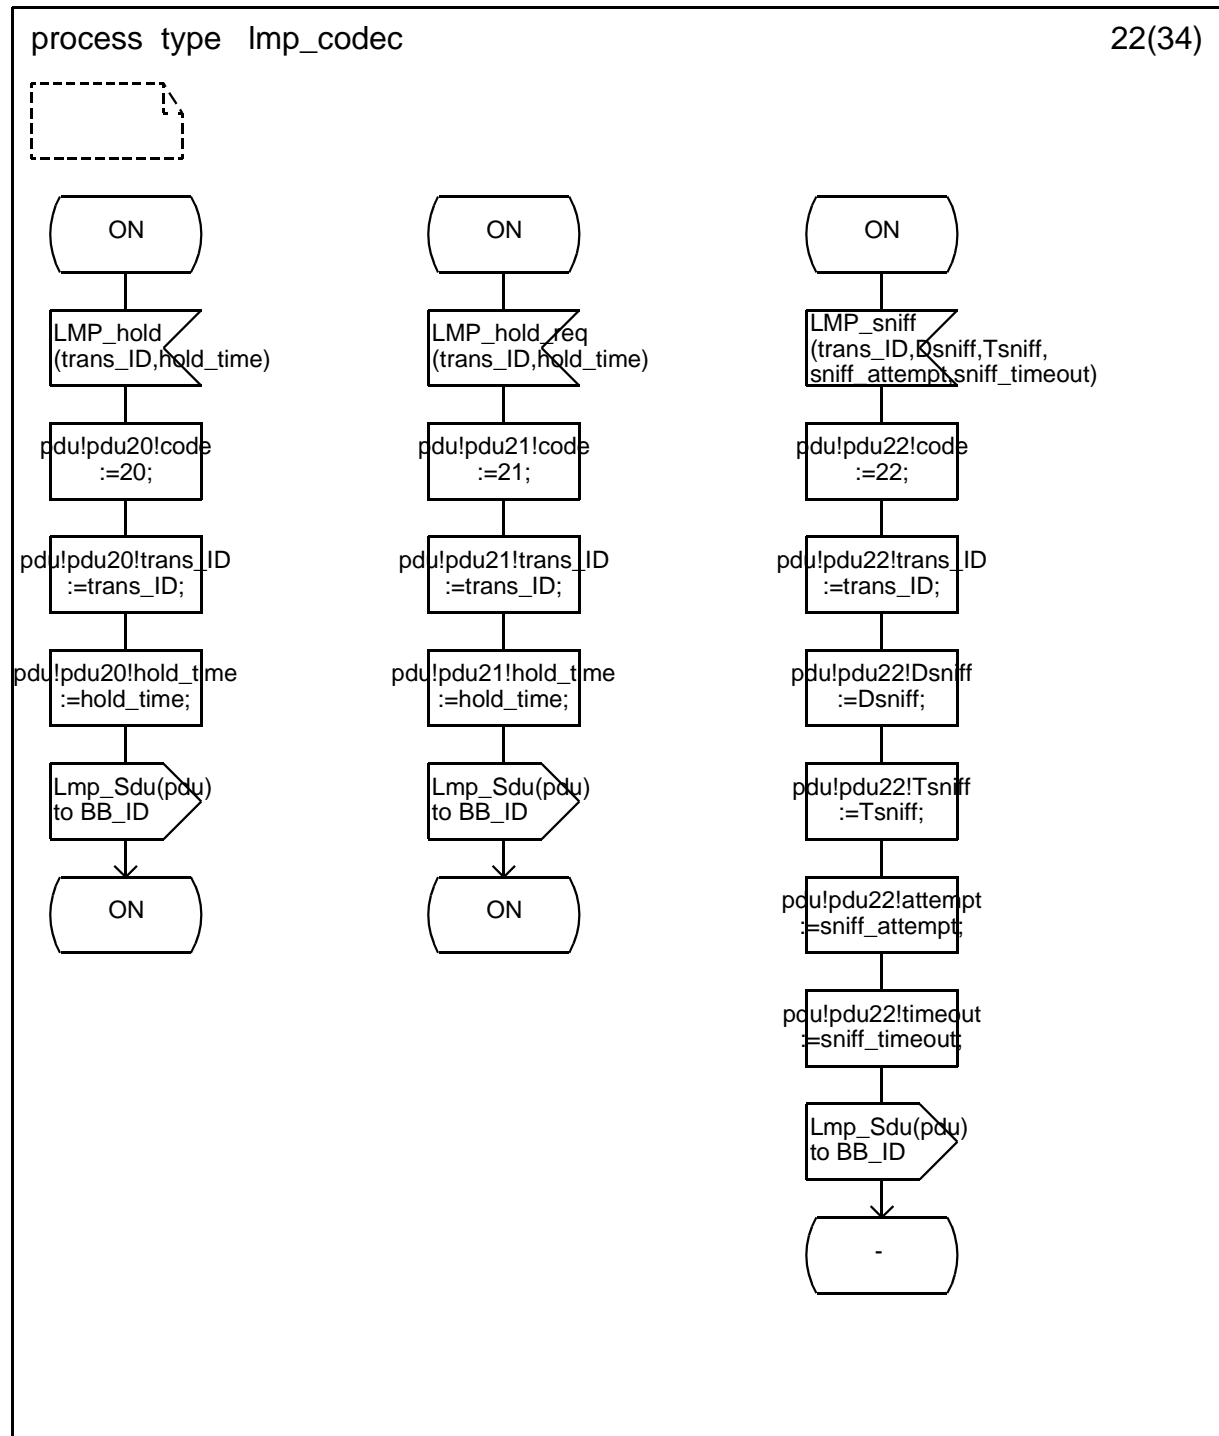 process type lmp_codec
22(34)
ON
LMP_hold
(trans_ID,hold_time)
pdu!pdu20!code
:=20;
pdu!pdu20!trans_ID
:=trans_ID;
pdu!pdu20!hold_time
:=hold_time;
Lmp_Sdu(pdu)
to BB_ID
ON
ON
LMP_hold_req
(trans_ID,hold_time)
pdu!pdu21!code
:=21;
pdu!pdu21!trans_ID
:=trans_ID;
pdu!pdu21!hold_time
:=hold_time;
Lmp_Sdu(pdu)
to BB_ID
ON
ON
LMP_sniff
(trans_ID,Dsniff,Tsniff,
sniff_attempt,sniff_timeout)
pdu!pdu22!code
:=22;
pdu!pdu22!trans_ID
:=trans_ID;
pdu!pdu22!Dsniff
:=Dsniff;
pdu!pdu22!Tsniff
:=Tsniff;
pdu!pdu22!attempt
:=sniff_attempt;
pdu!pdu22!timeout
:=sniff_timeout;
Lmp_Sdu(pdu)
to BB_ID
-